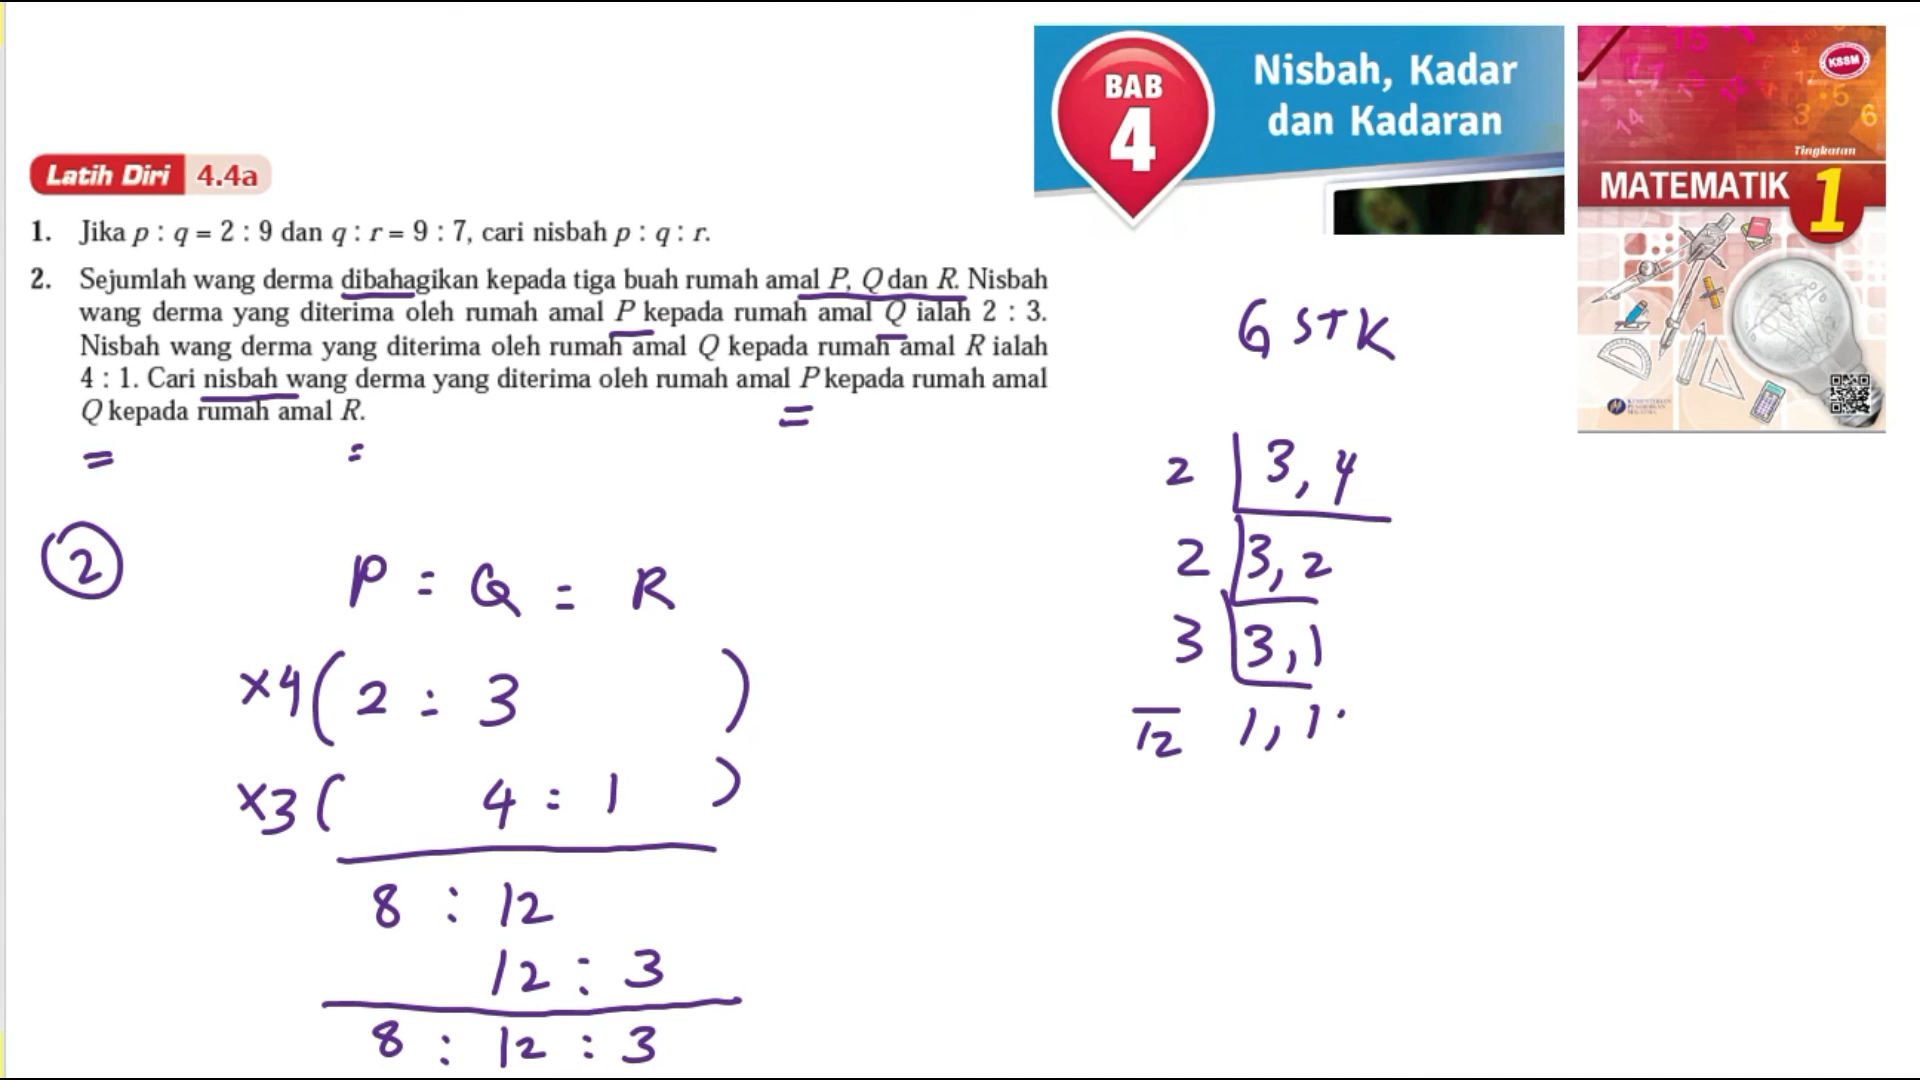 BAB
4
Nisbah, Kadar
dan Kadaran
KSSM
Tingkatan
MATEMATIK 1
Latih Diri 4.4a
1. Jika p : q = 2 : 9 dan q : r = 9 : 7, cari nisbah p : q : r.
2. Sejumlah wang derma dibahagikan kepada tiga buah rumah amal P, Q dan R. Nisbah
wang derma yang diterima oleh rumah amal P kepada rumah amal Q ialah 2 : 3.
Nisbah wang derma yang diterima oleh rumah amal Q kepada rumah amal R ialah
4 : 1. Cari nisbah wang derma yang diterima oleh rumah amal P kepada rumah amal
Q kepada rumah amal R.
2
P : Q : R
×4 ( 2 : 3 )
×3 ( 4 : 1 )
8 : 12
12 : 3
8 : 12 : 3
GSTK
2 | 3, 4
2 | 3, 2
3 | 3, 1
12 1, 1